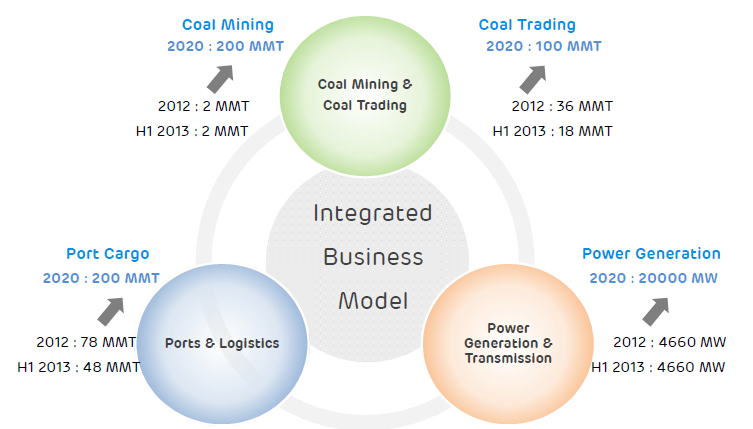 Coal Mining
2020 : 200 MMT
2012 : 2 MMT
H1 2013 : 2 MMT
Coal Mining &
Coal Trading
Coal Trading
2020 : 100 MMT
2012 : 36 MMT
H1 2013 : 18 MMT
Integrated
Business
Model
Port Cargo
2020 : 200 MMT
2012 : 78 MMT
H1 2013 : 48 MMT
Ports & Logistics
Power
Generation &
Transmission
Power Generation
2020 : 20000 MW
2012 : 4660 MW
H1 2013 : 4660 MW